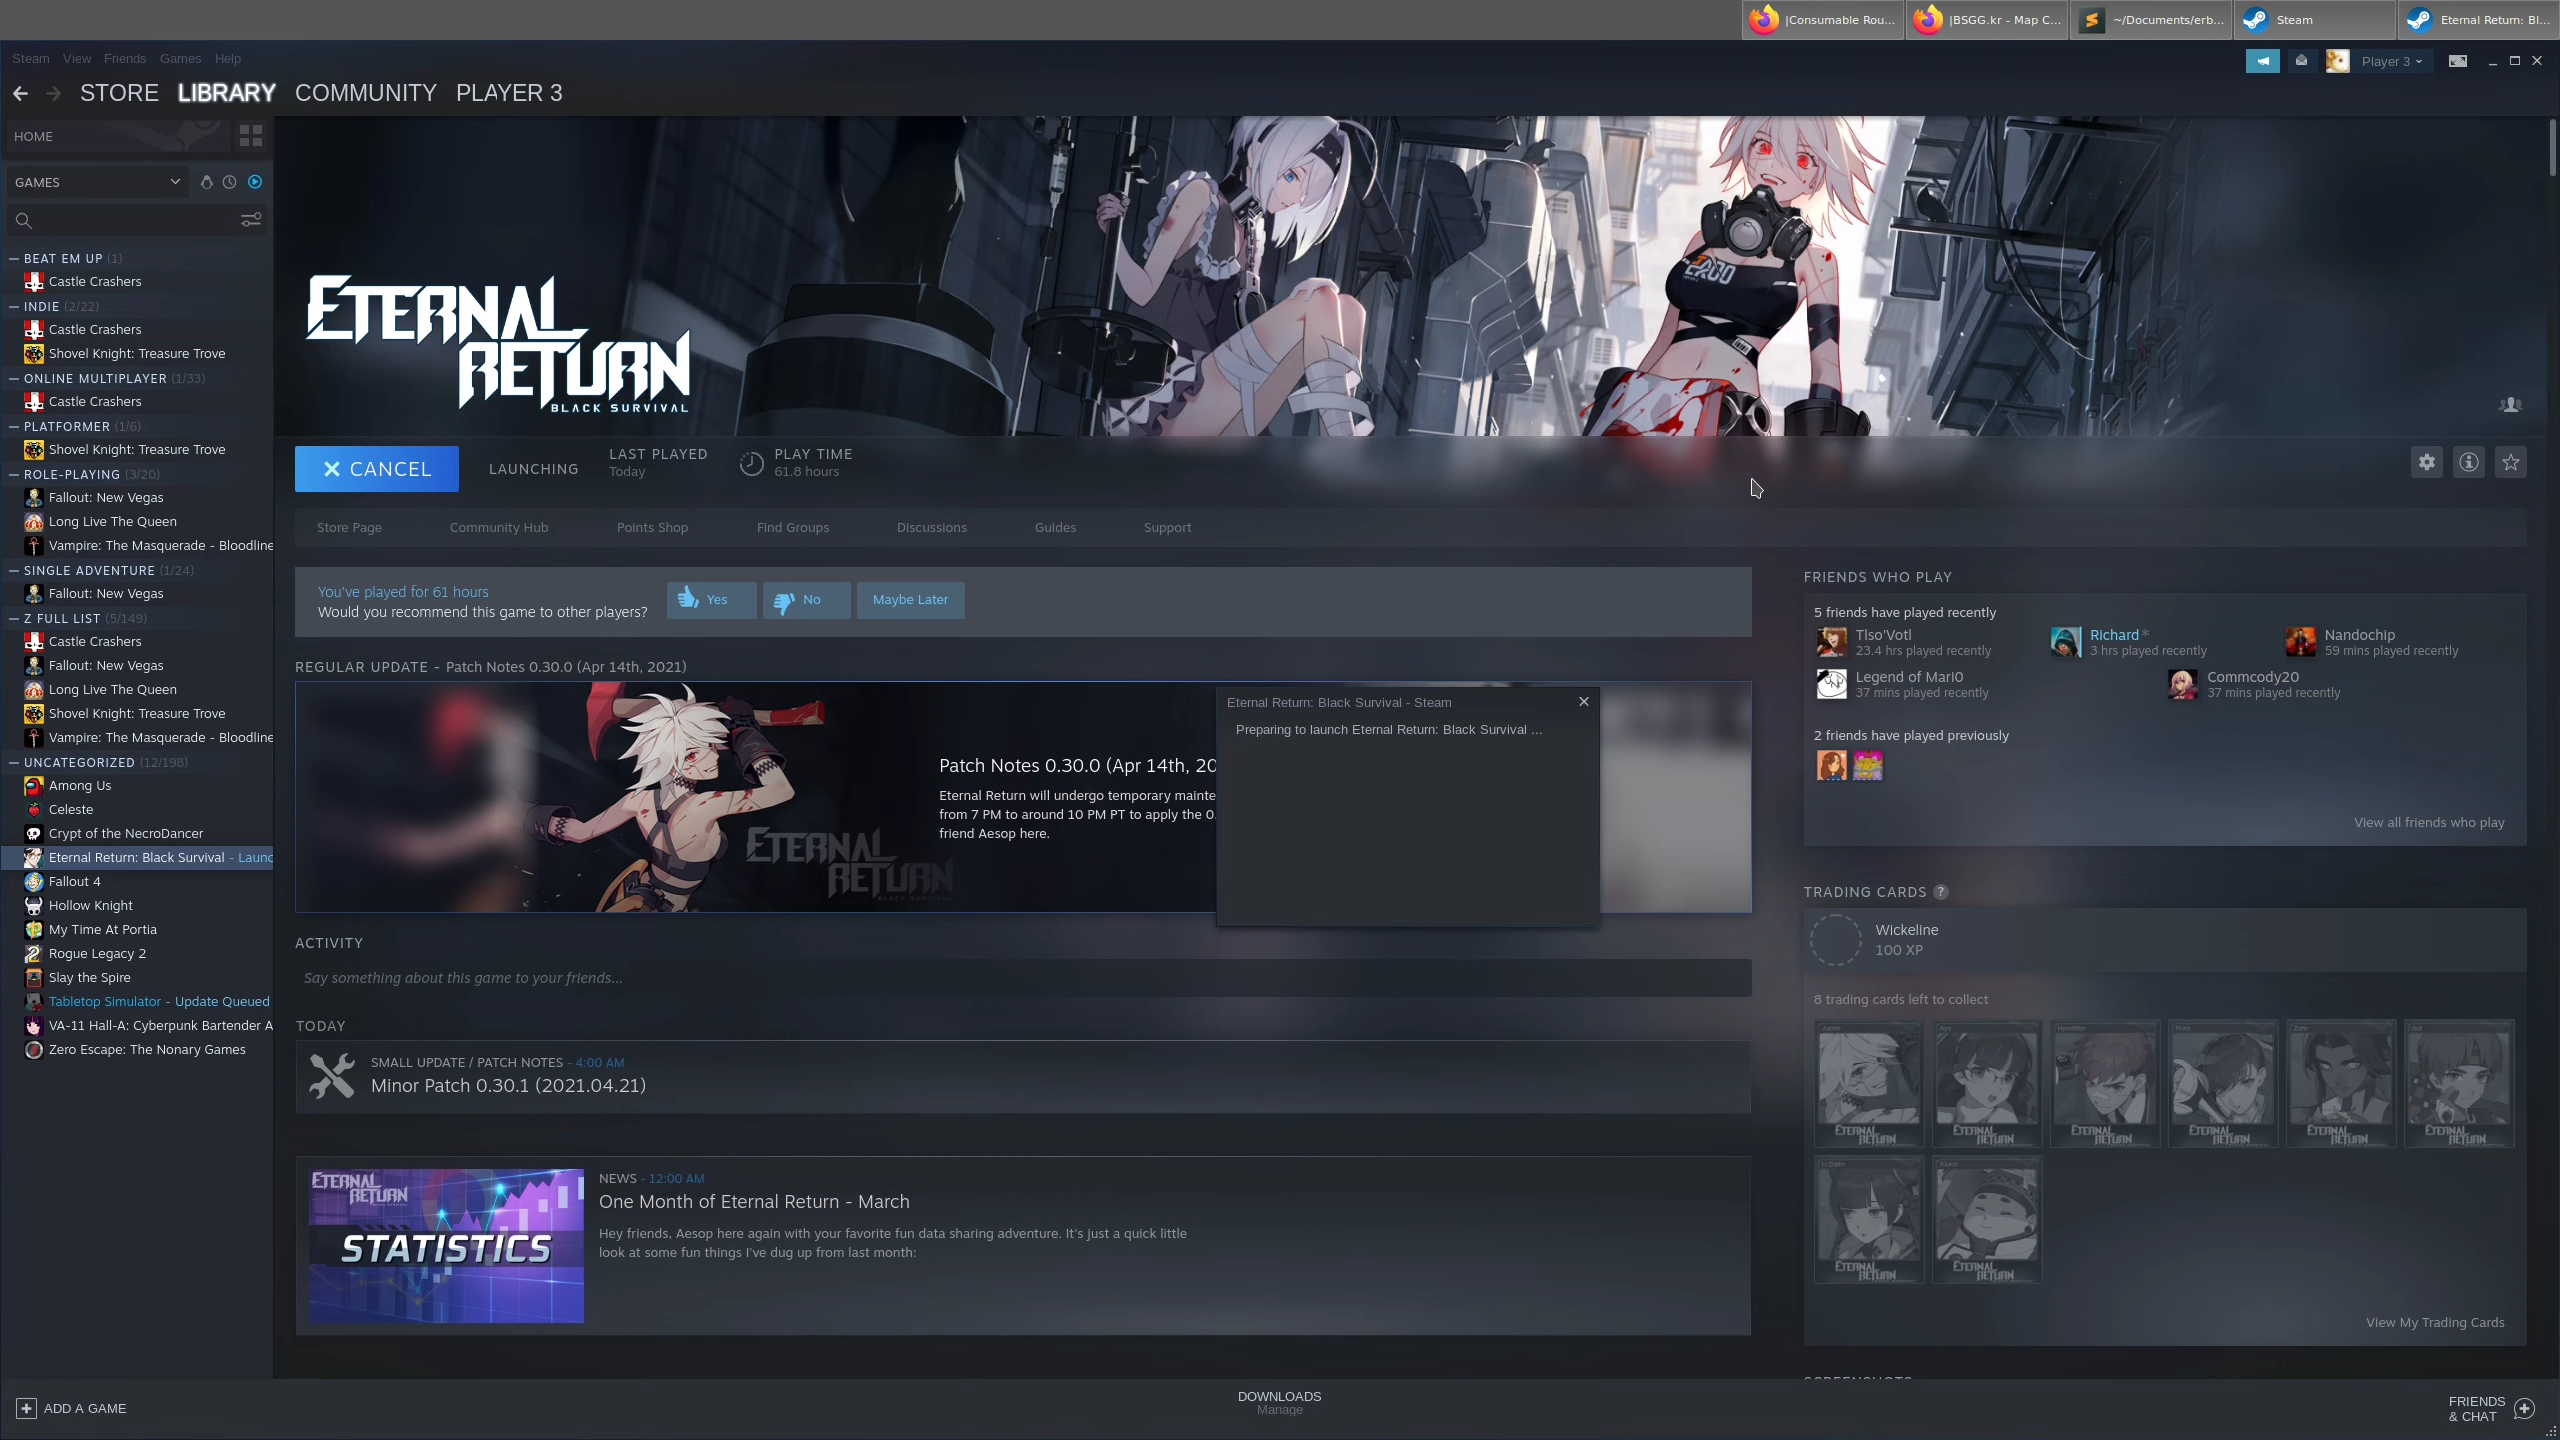 |Consumable Rou...
|BSGG.kr - Map C...
~/Documents/erb...
Steam
Eternal Return: Bl...
Steam View Friends Games Help
Player 3
STORE LIBRARY COMMUNITY PLAYER 3
HOME
GAMES
BEAT EM UP (1)
Castle Crashers
INDIE (2/22)
Castle Crashers
Shovel Knight: Treasure Trove
ONLINE MULTIPLAYER (1/33)
Castle Crashers
PLATFORMER (1/6)
Shovel Knight: Treasure Trove
ROLE-PLAYING (3/20)
Fallout: New Vegas
Long Live The Queen
Vampire: The Masquerade - Bloodline
SINGLE ADVENTURE (1/24)
Fallout: New Vegas
Z FULL LIST (5/149)
Castle Crashers
Fallout: New Vegas
Long Live The Queen
Shovel Knight: Treasure Trove
Vampire: The Masquerade - Bloodline
UNCATEGORIZED (12/198)
Among Us
Celeste
Crypt of the NecroDancer
Eternal Return: Black Survival - Launc
Fallout 4
Hollow Knight
My Time At Portia
Rogue Legacy 2
Slay the Spire
Tabletop Simulator - Update Queued
VA-11 Hall-A: Cyberpunk Bartender A
Zero Escape: The Nonary Games
ETERNAL
RETURN
BLACK SURVIVAL
CANCEL
LAUNCHING
LAST PLAYED
Today
PLAY TIME
61.8 hours
Store Page Community Hub Points Shop Find Groups Discussions Guides Support
You've played for 61 hours
Would you recommend this game to other players?
Yes
No
Maybe Later
REGULAR UPDATE - Patch Notes 0.30.0 (Apr 14th, 2021)
ETERNAL
RETURN
Patch Notes 0.30.0 (Apr 14th, 20
Eternal Return will undergo temporary mainte
from 7 PM to around 10 PM PT to apply the 0.
friend Aesop here.
Eternal Return: Black Survival - Steam
Preparing to launch Eternal Return: Black Survival ...
ACTIVITY
Say something about this game to your friends...
TODAY
SMALL UPDATE / PATCH NOTES - 4:00 AM
Minor Patch 0.30.1 (2021.04.21)
ETERNAL
RETURN
STATISTICS
NEWS - 12:00 AM
One Month of Eternal Return - March
Hey friends, Aesop here again with your favorite fun data sharing adventure. It's just a quick little
look at some fun things I've dug up from last month:
FRIENDS WHO PLAY
5 friends have played recently
Tlso'Votl
23.4 hrs played recently
Richard *
3 hrs played recently
Nandochip
59 mins played recently
Legend of Mari0
37 mins played recently
Commcody20
37 mins played recently
2 friends have played previously
View all friends who play
TRADING CARDS ?
Wickeline
100 XP
8 trading cards left to collect
ETERNAL RETURN
ETERNAL RETURN
ETERNAL RETURN
ETERNAL RETURN
ETERNAL RETURN
ETERNAL RETURN
ETERNAL RETURN
ETERNAL RETURN
View My Trading Cards
ADD A GAME
DOWNLOADS
Manage
FRIENDS
& CHAT